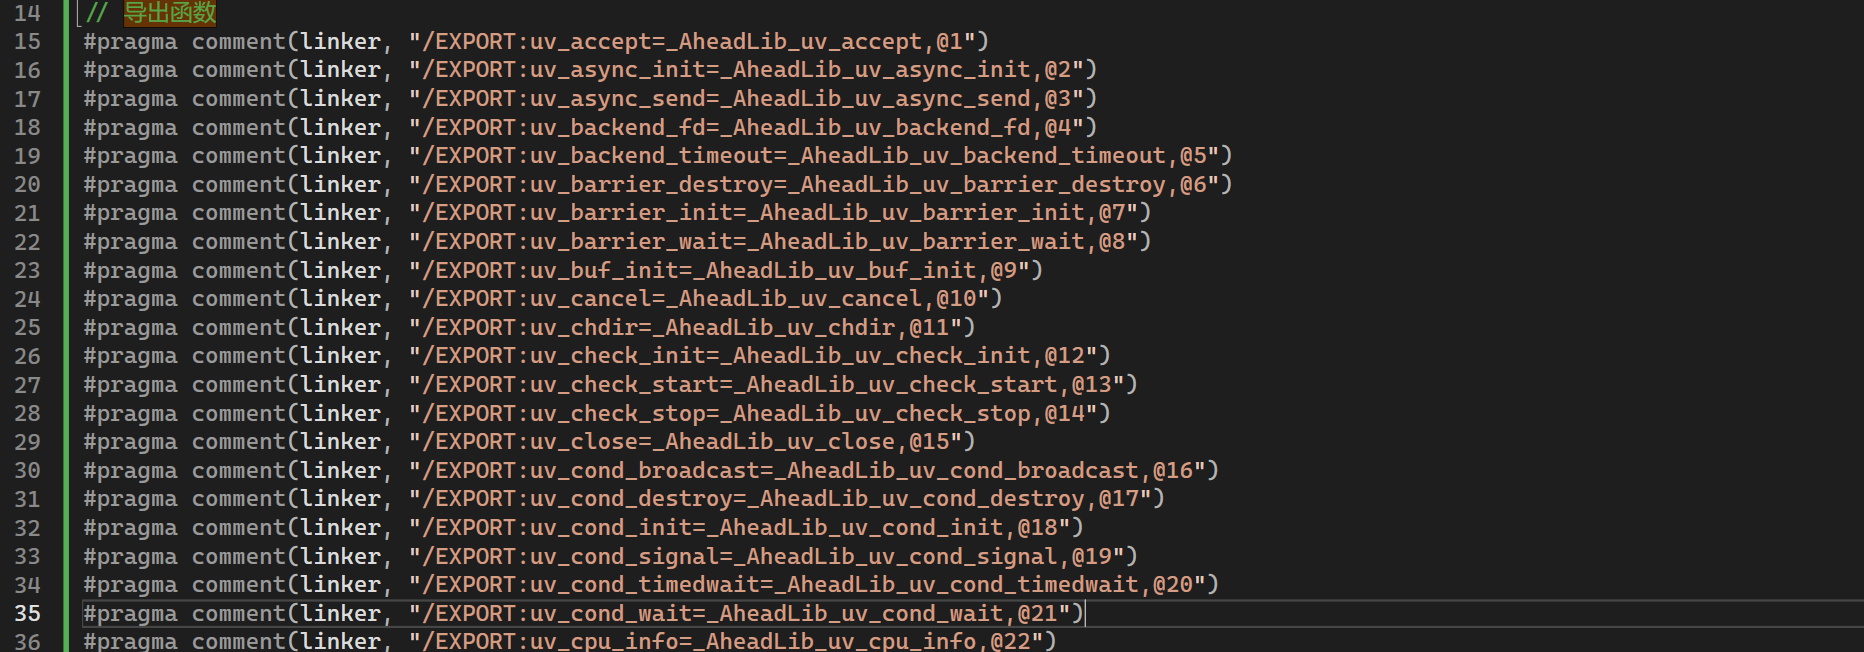 14 // 导出函数
15 #pragma comment(linker, "/EXPORT:uv_accept=_AheadLib_uv_accept,@1")
16 #pragma comment(linker, "/EXPORT:uv_async_init=_AheadLib_uv_async_init,@2")
17 #pragma comment(linker, "/EXPORT:uv_async_send=_AheadLib_uv_async_send,@3")
18 #pragma comment(linker, "/EXPORT:uv_backend_fd=_AheadLib_uv_backend_fd,@4")
19 #pragma comment(linker, "/EXPORT:uv_backend_timeout=_AheadLib_uv_backend_timeout,@5")
20 #pragma comment(linker, "/EXPORT:uv_barrier_destroy=_AheadLib_uv_barrier_destroy,@6")
21 #pragma comment(linker, "/EXPORT:uv_barrier_init=_AheadLib_uv_barrier_init,@7")
22 #pragma comment(linker, "/EXPORT:uv_barrier_wait=_AheadLib_uv_barrier_wait,@8")
23 #pragma comment(linker, "/EXPORT:uv_buf_init=_AheadLib_uv_buf_init,@9")
24 #pragma comment(linker, "/EXPORT:uv_cancel=_AheadLib_uv_cancel,@10")
25 #pragma comment(linker, "/EXPORT:uv_chdir=_AheadLib_uv_chdir,@11")
26 #pragma comment(linker, "/EXPORT:uv_check_init=_AheadLib_uv_check_init,@12")
27 #pragma comment(linker, "/EXPORT:uv_check_start=_AheadLib_uv_check_start,@13")
28 #pragma comment(linker, "/EXPORT:uv_check_stop=_AheadLib_uv_check_stop,@14")
29 #pragma comment(linker, "/EXPORT:uv_close=_AheadLib_uv_close,@15")
30 #pragma comment(linker, "/EXPORT:uv_cond_broadcast=_AheadLib_uv_cond_broadcast,@16")
31 #pragma comment(linker, "/EXPORT:uv_cond_destroy=_AheadLib_uv_cond_destroy,@17")
32 #pragma comment(linker, "/EXPORT:uv_cond_init=_AheadLib_uv_cond_init,@18")
33 #pragma comment(linker, "/EXPORT:uv_cond_signal=_AheadLib_uv_cond_signal,@19")
34 #pragma comment(linker, "/EXPORT:uv_cond_timedwait=_AheadLib_uv_cond_timedwait,@20")
35 #pragma comment(linker, "/EXPORT:uv_cond_wait=_AheadLib_uv_cond_wait,@21")
36 #pragma comment(linker, "/EXPORT:uv_cpu_info=_AheadLib_uv_cpu_info,@22")